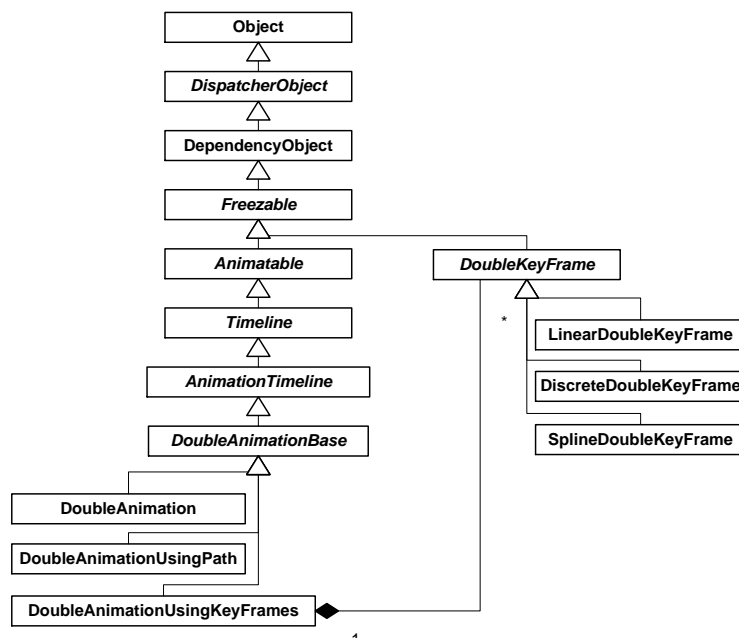 Object
DispatcherObject
DependencyObject
Freezable
Animatable
DoubleKeyFrame
Timeline
*
LinearDoubleKeyFrame
AnimationTimeline
DiscreteDoubleKeyFrame
DoubleAnimationBase
SplineDoubleKeyFrame
DoubleAnimation
DoubleAnimationUsingPath
DoubleAnimationUsingKeyFrames
1